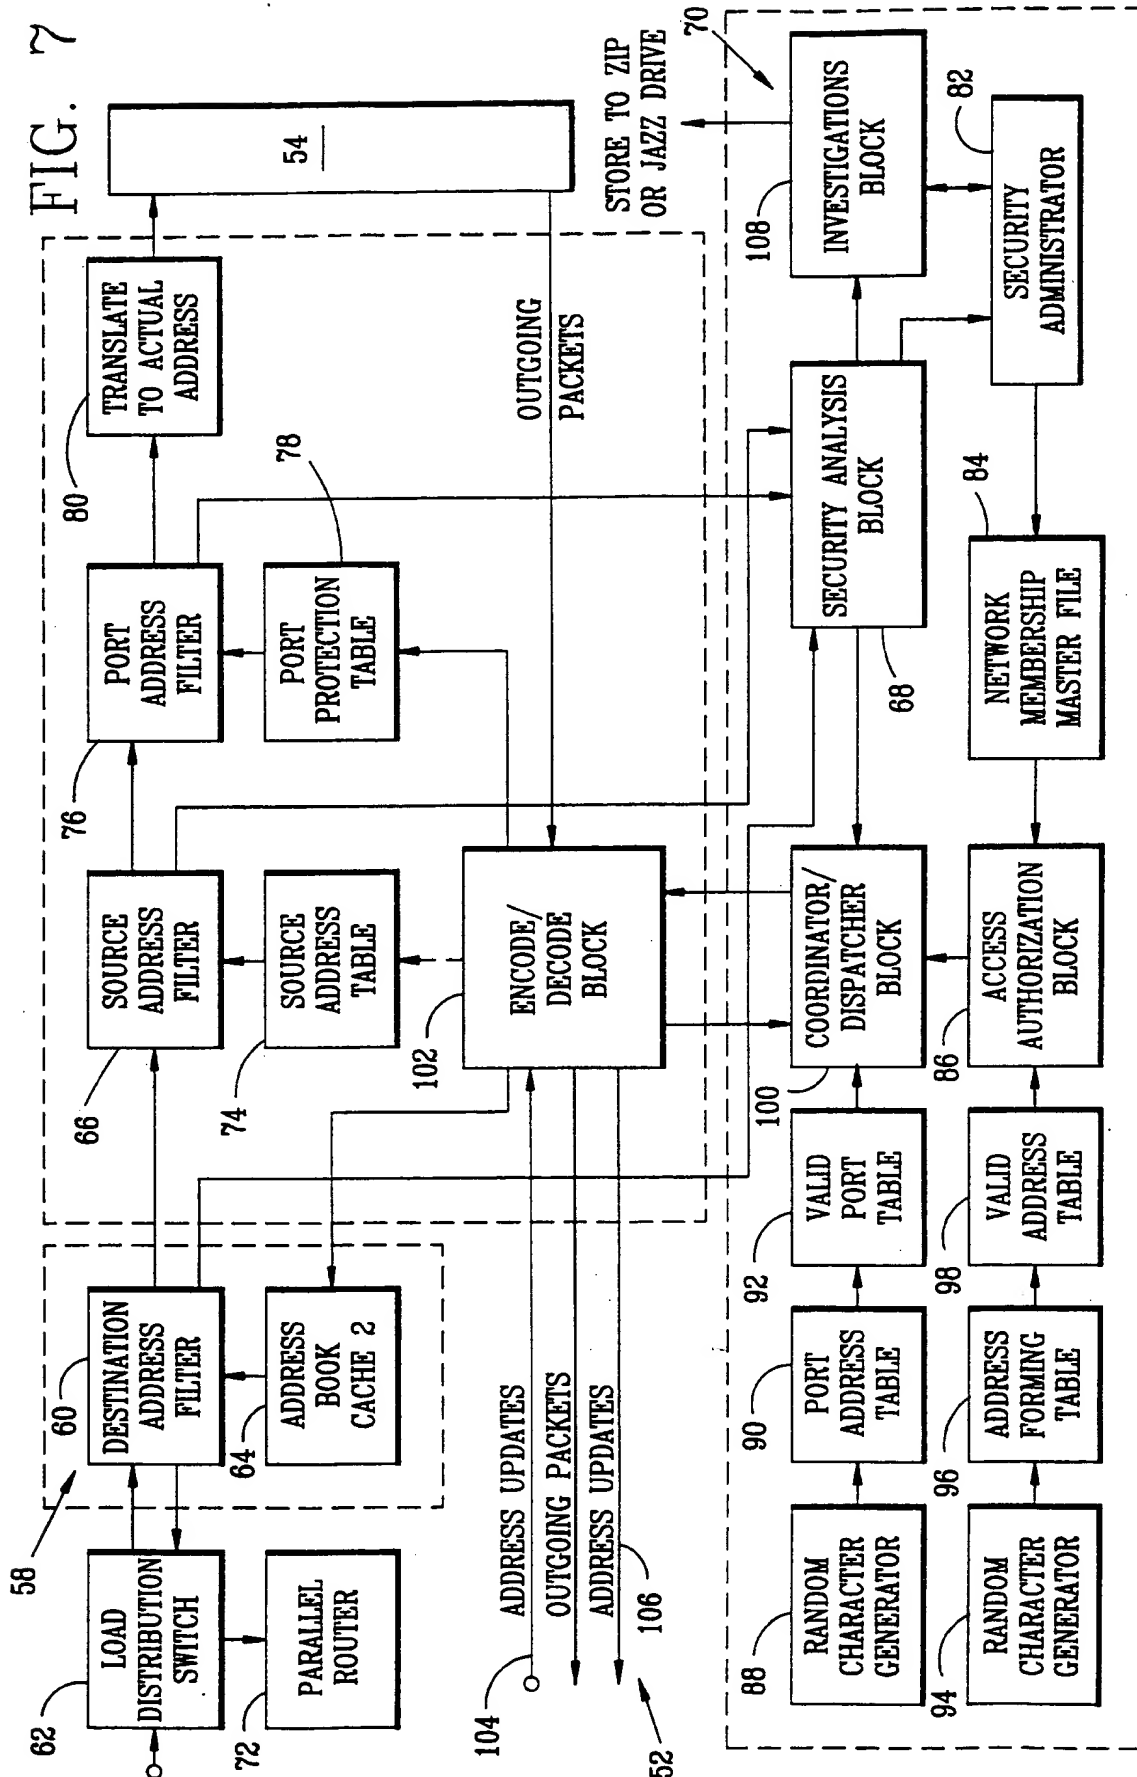 FIG. 7
62
LOAD
DISTRIBUTION
SWITCH
72
PARALLEL
ROUTER
58
60
DESTINATION
ADDRESS
FILTER
64
ADDRESS
BOOK
CACHE 2
66
SOURCE
ADDRESS
FILTER
74
SOURCE
ADDRESS
TABLE
76
PORT
ADDRESS
FILTER
78
PORT
PROTECTION
TABLE
80
TRANSLATE
TO ACTUAL
ADDRESS
54
102
ENCODE/
DECODE
BLOCK
OUTGOING
PACKETS
104
ADDRESS UPDATES
OUTGOING PACKETS
ADDRESS UPDATES
106
52
STORE TO ZIP
OR JAZZ DRIVE
70
88
RANDOM
CHARACTER
GENERATOR
90
PORT
ADDRESS
TABLE
92
VALID
PORT
TABLE
100
COORDINATOR/
DISPATCHER
BLOCK
68
SECURITY ANALYSIS
BLOCK
108
INVESTIGATIONS
BLOCK
94
RANDOM
CHARACTER
GENERATOR
96
ADDRESS
FORMING
TABLE
98
VALID
ADDRESS
TABLE
86
ACCESS
AUTHORIZATION
BLOCK
84
NETWORK
MEMBERSHIP
MASTER FILE
82
SECURITY
ADMINISTRATOR